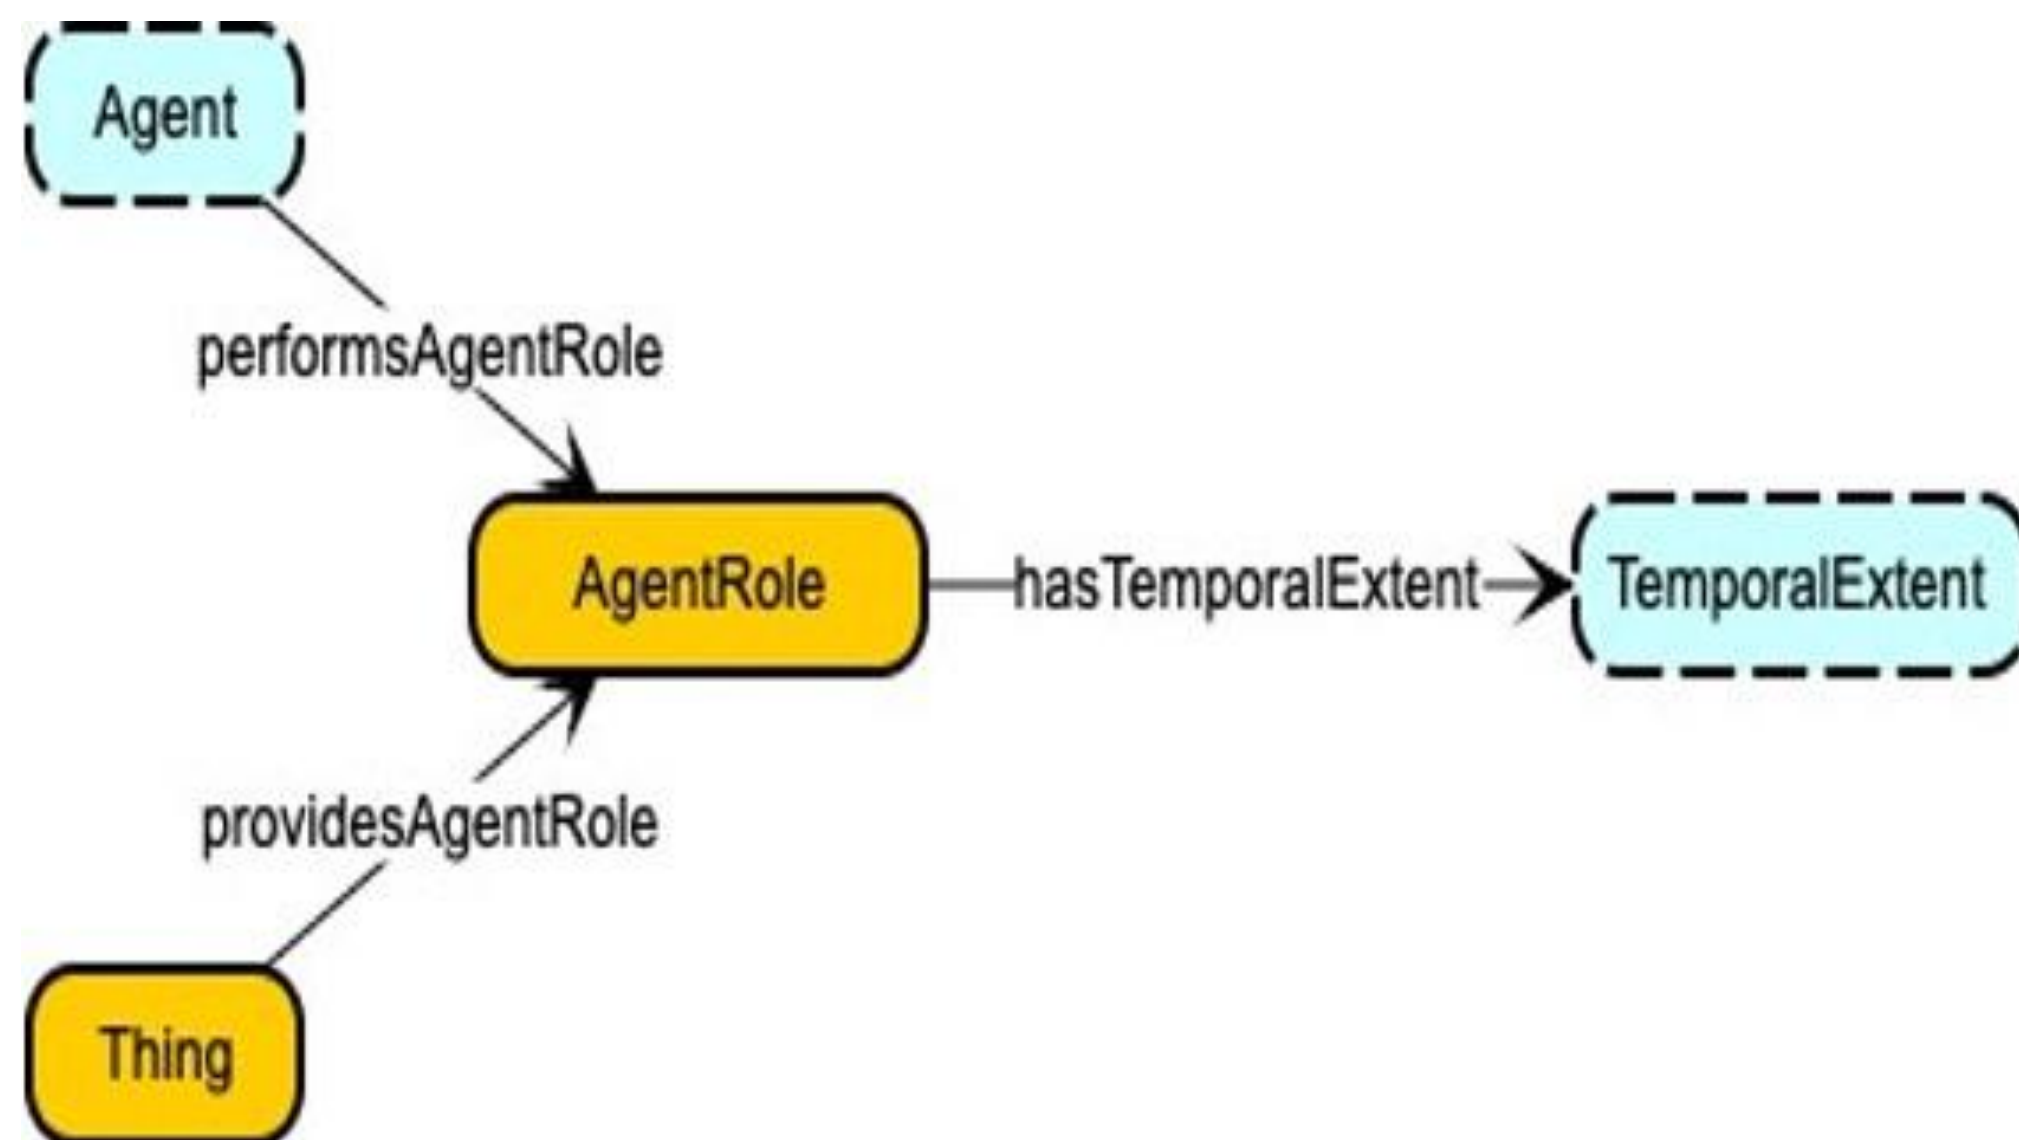 Agent
performsAgentRole
AgentRole
hasTemporalExtent
TemporalExtent
providesAgentRole
Thing